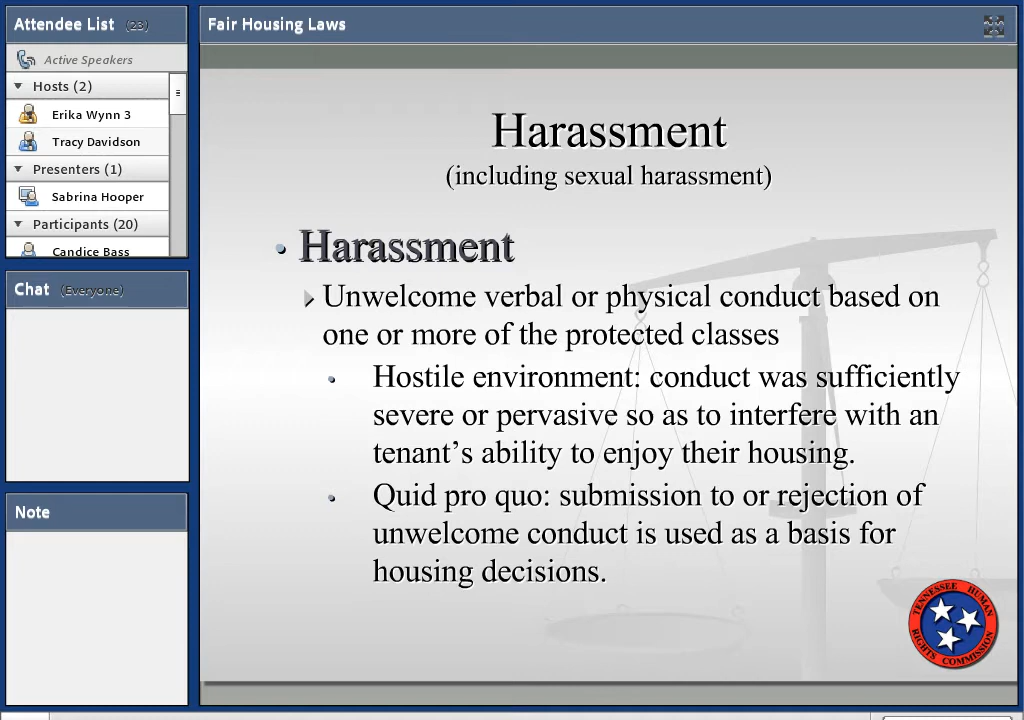 Attendee List (23)
Active Speakers
Hosts (2)
Erika Wynn 3
Tracy Davidson
Presenters (1)
Sabrina Hooper
Participants (20)
Candice Bass
Chat (Everyone)
Note
Fair Housing Laws
Harassment
(including sexual harassment)
• Harassment
Unwelcome verbal or physical conduct based on
one or more of the protected classes
• Hostile environment: conduct was sufficiently
severe or pervasive so as to interfere with an
tenant’s ability to enjoy their housing.
• Quid pro quo: submission to or rejection of
unwelcome conduct is used as a basis for
housing decisions.
TENNESSEE HUMAN
RIGHTS COMMISSION